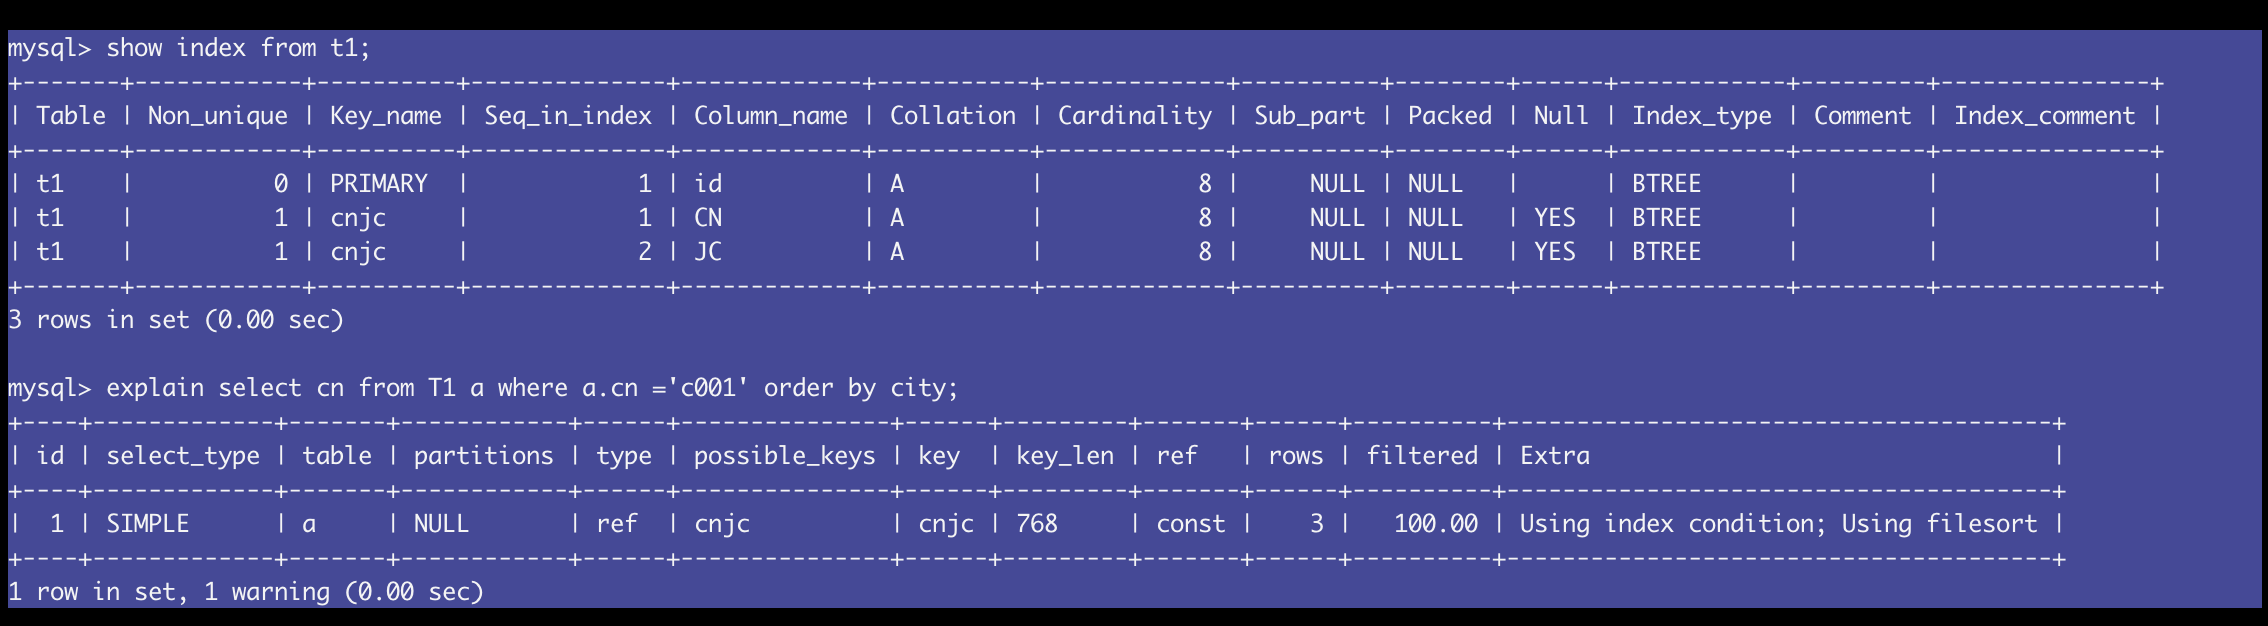 mysql> show index from t1;
+-------+------------+----------+--------------+-------------+-----------+-------------+----------+--------+------+------------+---------+---------------+
| Table | Non_unique | Key_name | Seq_in_index | Column_name | Collation | Cardinality | Sub_part | Packed | Null | Index_type | Comment | Index_comment |
+-------+------------+----------+--------------+-------------+-----------+-------------+----------+--------+------+------------+---------+---------------+
| t1    |          0 | PRIMARY  |            1 | id          | A         |           8 |     NULL | NULL   |      | BTREE      |         |               |
| t1    |          1 | cnjc     |            1 | CN          | A         |           8 |     NULL | NULL   | YES  | BTREE      |         |               |
| t1    |          1 | cnjc     |            2 | JC          | A         |           8 |     NULL | NULL   | YES  | BTREE      |         |               |
+-------+------------+----------+--------------+-------------+-----------+-------------+----------+--------+------+------------+---------+---------------+
3 rows in set (0.00 sec)
mysql> explain select cn from T1 a where a.cn ='c001' order by city;
+----+-------------+-------+------------+------+---------------+------+---------+-------+------+----------+---------------------------------------+
| id | select_type | table | partitions | type | possible_keys | key  | key_len | ref   | rows | filtered | Extra                                 |
+----+-------------+-------+------------+------+---------------+------+---------+-------+------+----------+---------------------------------------+
|  1 | SIMPLE      | a     | NULL       | ref  | cnjc          | cnjc | 768     | const |    3 |   100.00 | Using index condition; Using filesort |
+----+-------------+-------+------------+------+---------------+------+---------+-------+------+----------+---------------------------------------+
1 row in set, 1 warning (0.00 sec)